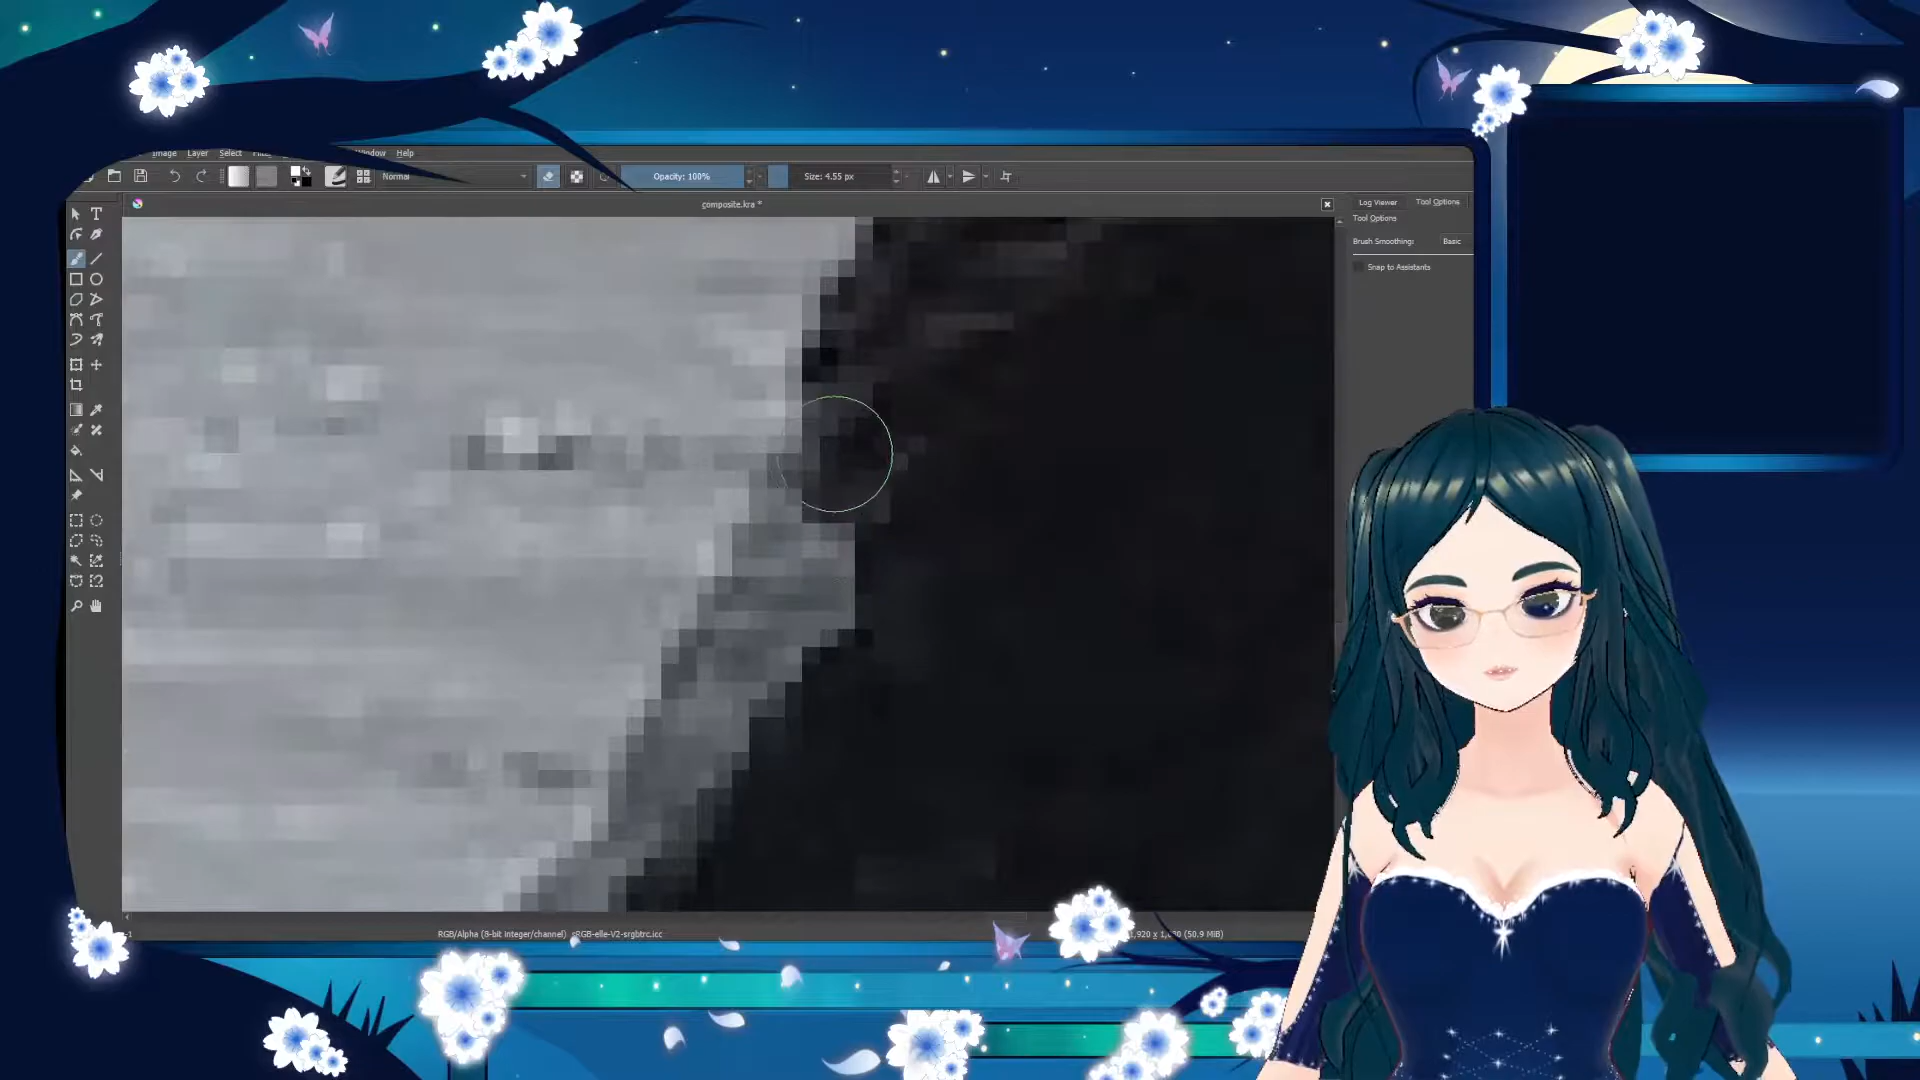 Image Layer Select Window Help
Normal Opacity: 100% Size: 4.55 px
composite.kra *
Log Viewer Tool Options
Tool Options
Brush Smoothing: Basic
Snap to Assistants
RGB/Alpha (8-bit integer/channel) sRGB-elle-V2-srgbtrc.icc
(50.9 MiB)